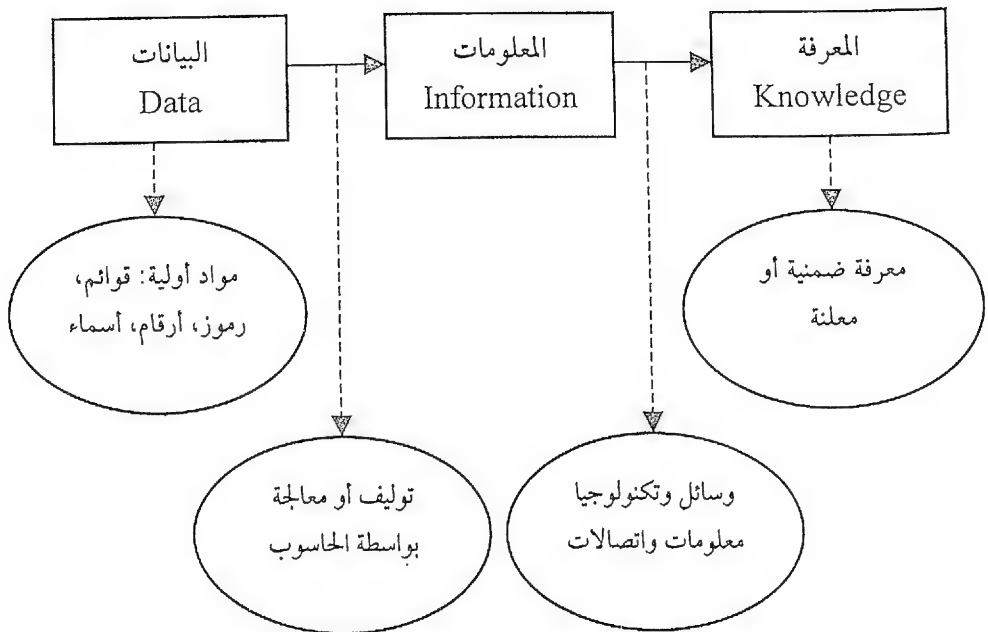 البيانات
Data
المعلومات
Information
المعرفة
Knowledge
مواد أولية: قوائم،
رموز، أرقام، أسماء
معرفة ضمنية أو
معلنة
توليف أو معالجة
بواسطة الحاسوب
وسائل وتكنولوجيا
معلومات واتصالات